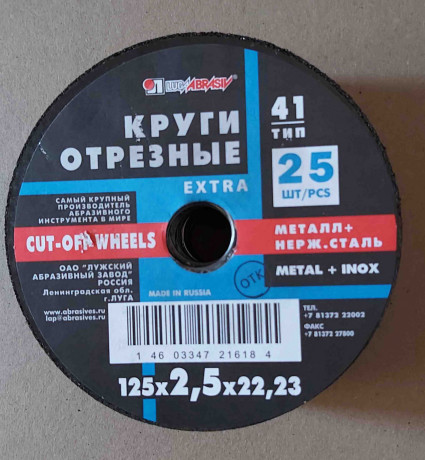 LUGAABRASIV
КРУГИ
ОТРЕЗНЫЕ
EXTRA
41
ТИП
25
ШТ/PCS
САМЫЙ КРУПНЫЙ
ПРОИЗВОДИТЕЛЬ
АБРАЗИВНОГО
ИНСТРУМЕНТА В МИРЕ
CUT-OFF WHEELS
МЕТАЛЛ+
НЕРЖ.СТАЛЬ
ОАО "ЛУЖСКИЙ
АБРАЗИВНЫЙ ЗАВОД"
РОССИЯ
Ленинградская обл.
г.ЛУГА
www.abrasives.ru
lap@abrasives.ru
MADE IN RUSSIA
ОТК
METAL + INOX
ТЕЛ.
+7 81372 22002
ФАКС
+7 81372 27800
1 46 03347 21618 4
125x2,5x22,23